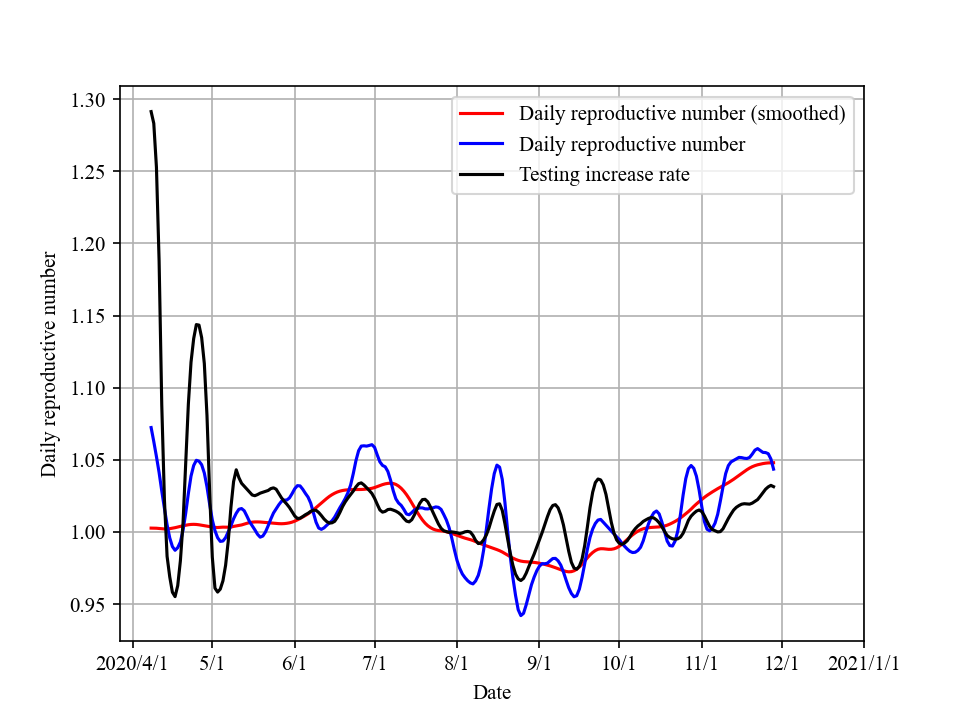 Daily reproductive number (smoothed)
Daily reproductive number
Testing increase rate
Daily reproductive number
1.30
1.25
1.20
1.15
1.10
1.05
1.00
0.95
2020/4/1 5/1 6/1 7/1 8/1 9/1 10/1 11/1 12/1 2021/1/1
Date